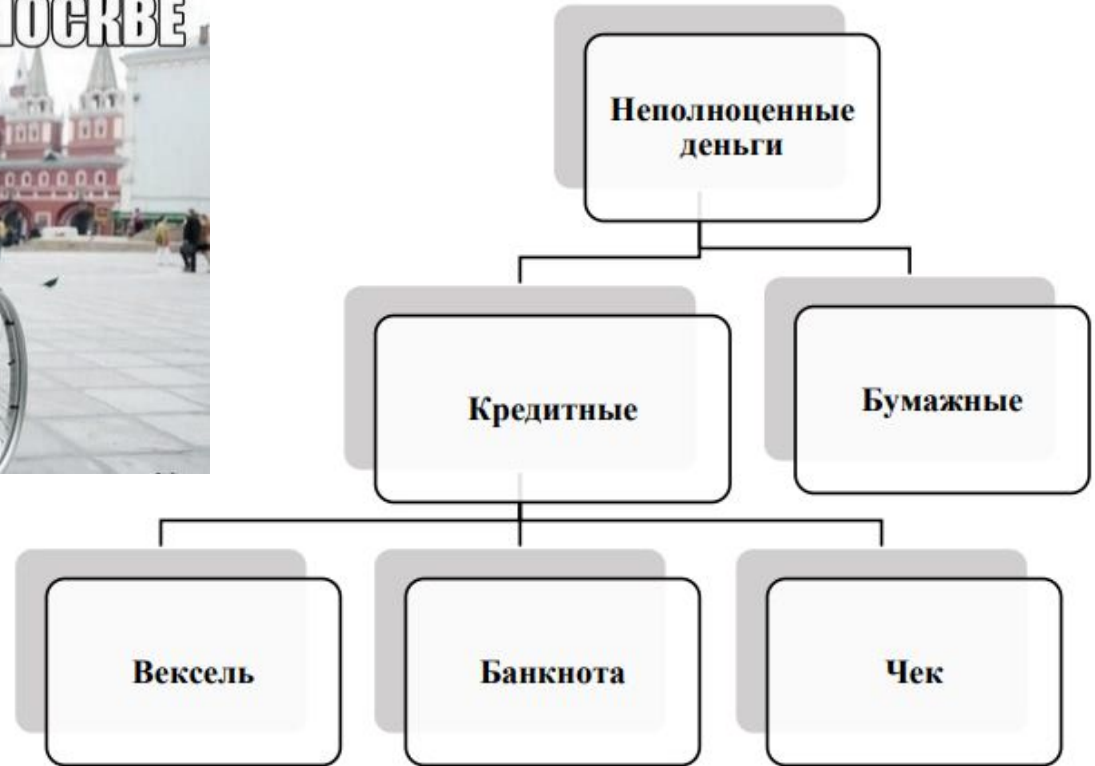 Неполноценные
деньги
Кредитные
Бумажные
Вексель
Банкнота
Чек